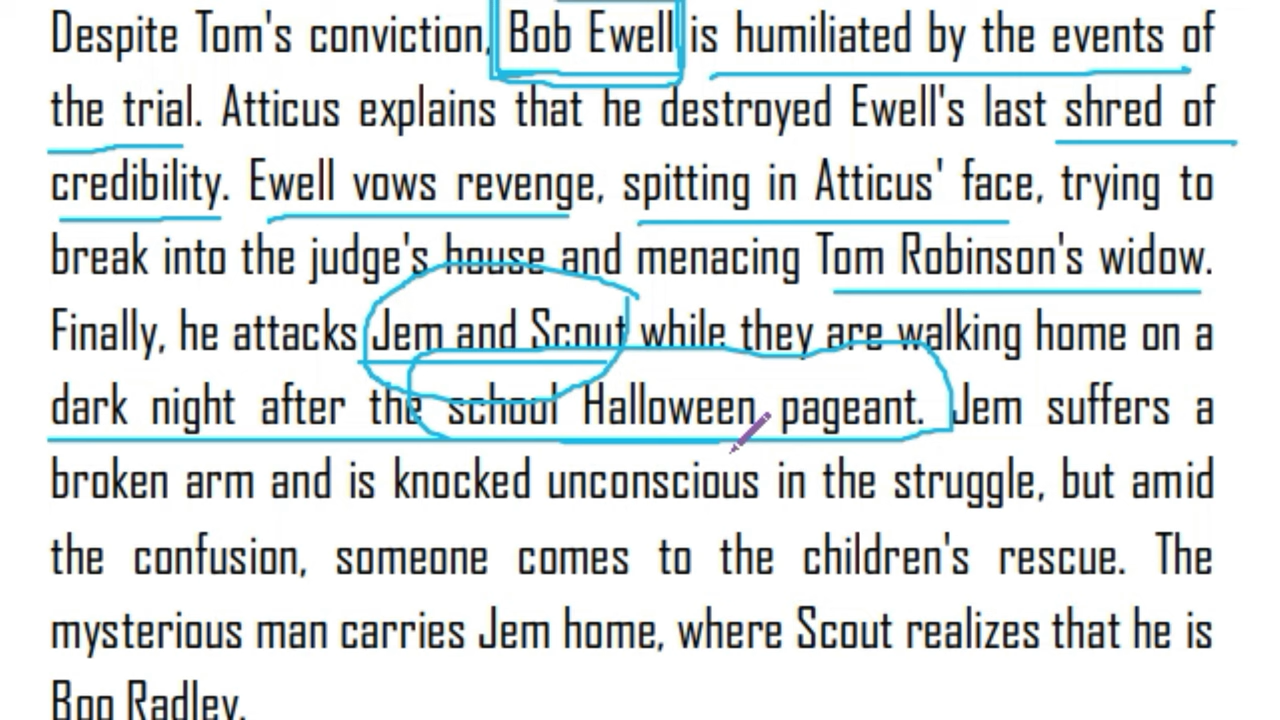 Despite Tom's conviction, Bob Ewell is humiliated by the events of
the trial. Atticus explains that he destroyed Ewell's last shred of
credibility. Ewell vows revenge, spitting in Atticus' face, trying to
break into the judge's house and menacing Tom Robinson's widow.
Finally, he attacks Jem and Scout while they are walking home on a
dark night after the school Halloween pageant. Jem suffers a
broken arm and is knocked unconscious in the struggle, but amid
the confusion, someone comes to the children's rescue. The
mysterious man carries Jem home, where Scout realizes that he is
Boo Radley.